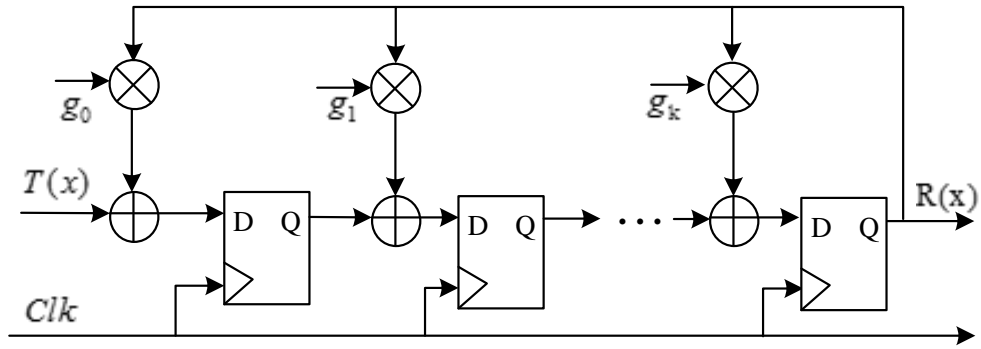 g₀
g₁
gₖ
T(x)
R(x)
D Q
D Q
...
D Q
Clk